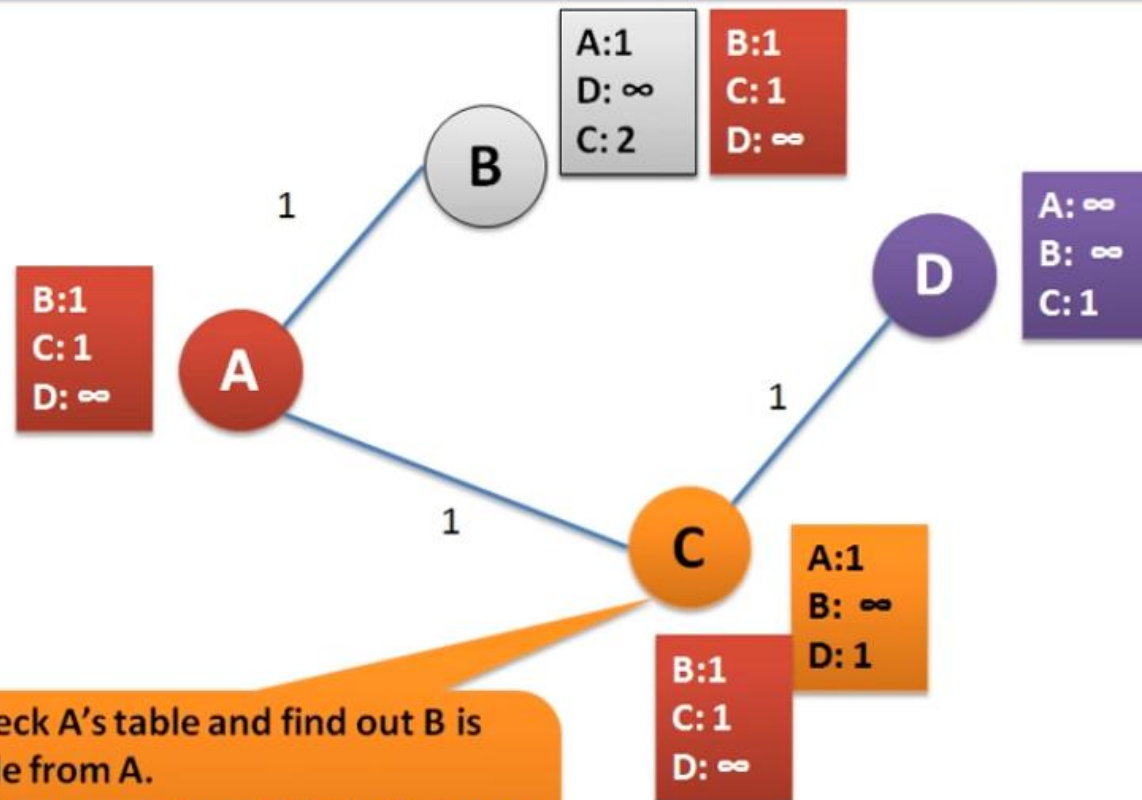 A:1
D: ∞
C: 2
B:1
C: 1
D: ∞
B
1
A: ∞
B: ∞
C: 1
D
B:1
C: 1
D: ∞
A
1
1
C
A:1
B: ∞
D: 1
B:1
C: 1
D: ∞
eck A's table and find out B is
e from A.